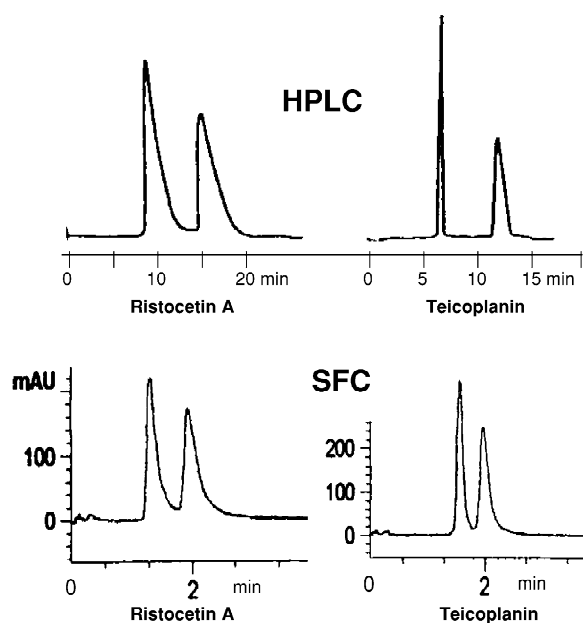 HPLC
0 10 20 min
Ristocetin A
0 5 10 15 min
Teicoplanin
SFC
mAU
100
0
0 2 min
Ristocetin A
200
100
0
0 2 min
Teicoplanin